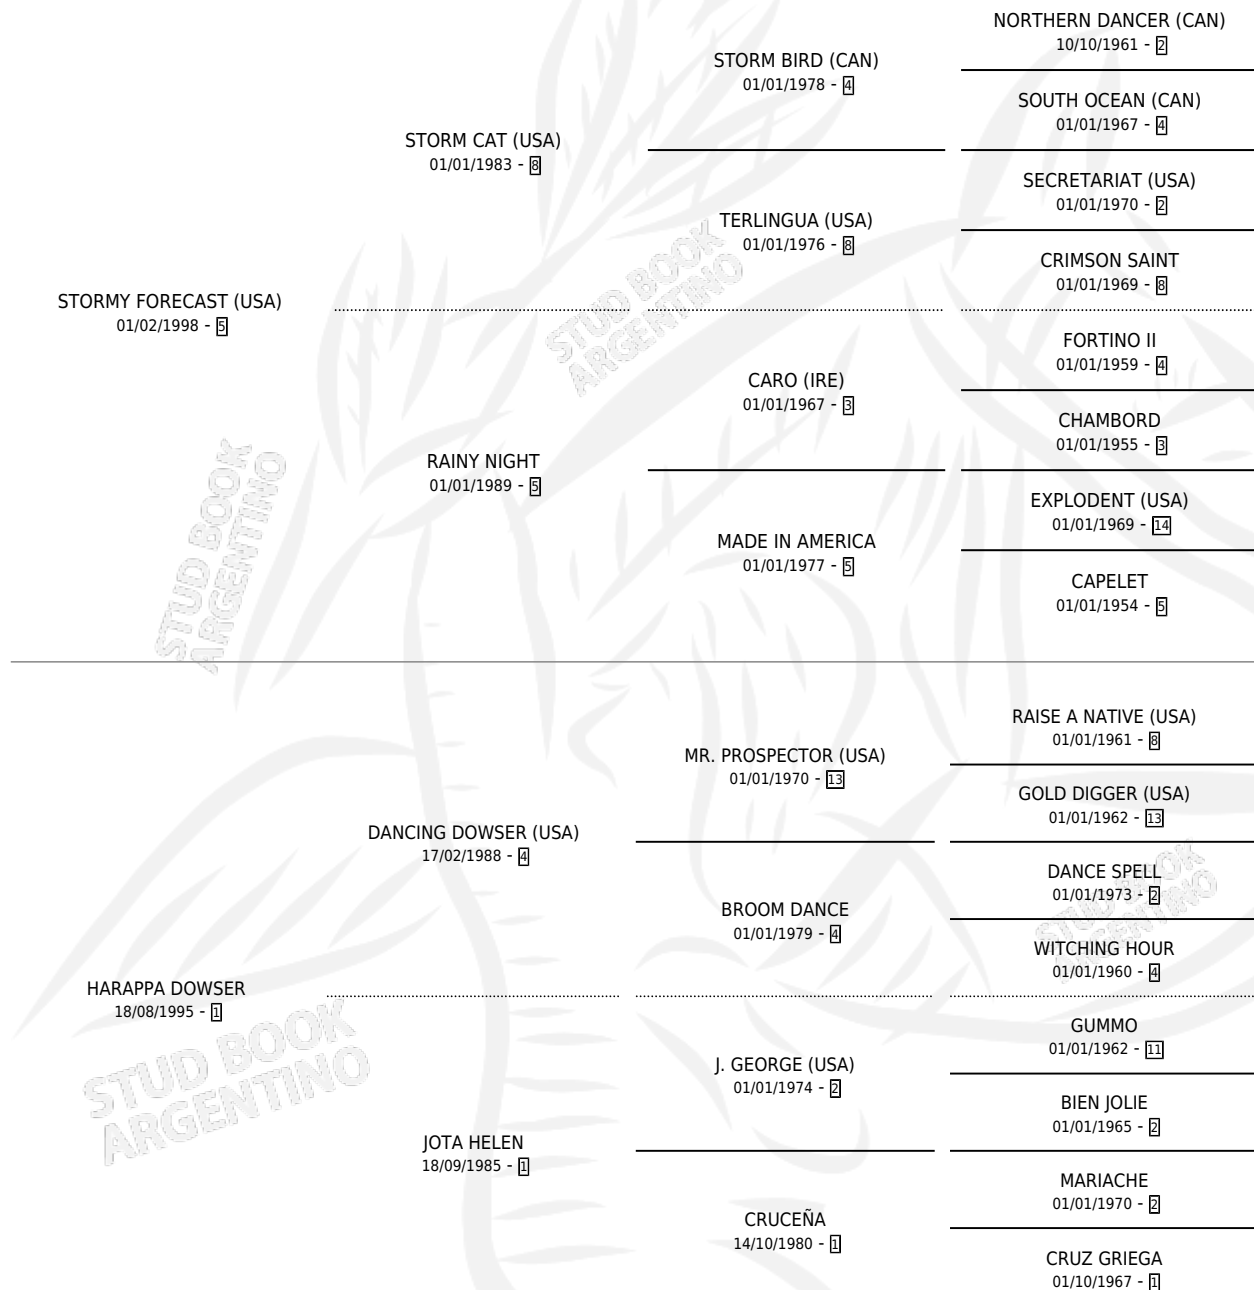 NORTHERN DANCER (CAN)
10/10/1961 - 2
STORM BIRD (CAN)
01/01/1978 - 4
SOUTH OCEAN (CAN)
01/01/1967 - 4
STORM CAT (USA)
01/01/1983 - 8
SECRETARIAT (USA)
01/01/1970 - 2
TERLINGUA (USA)
01/01/1976 - 8
CRIMSON SAINT
01/01/1969 - 8
STORMY FORECAST (USA)
01/02/1998 - 5
FORTINO II
01/01/1959 - 4
CARO (IRE)
01/01/1967 - 3
CHAMBORD
01/01/1955 - 3
RAINY NIGHT
01/01/1989 - 5
EXPLODENT (USA)
01/01/1969 - 14
MADE IN AMERICA
01/01/1977 - 5
CAPELET
01/01/1954 - 5
RAISE A NATIVE (USA)
01/01/1961 - 8
MR. PROSPECTOR (USA)
01/01/1970 - 13
GOLD DIGGER (USA)
01/01/1962 - 13
DANCING DOWSER (USA)
17/02/1988 - 4
DANCE SPELL
01/01/1973 - 2
BROOM DANCE
01/01/1979 - 4
WITCHING HOUR
01/01/1960 - 4
HARAPPA DOWSER
18/08/1995 - 1
GUMMO
01/01/1962 - 11
J. GEORGE (USA)
01/01/1974 - 2
BIEN JOLIE
01/01/1965 - 2
JOTA HELEN
18/09/1985 - 1
MARIACHE
01/01/1970 - 2
CRUCEÑA
14/10/1980 - 1
CRUZ GRIEGA
01/10/1967 - 1
STUD BOOK
ARGENTINO
STUD BOOK
ARGENTINO
STUD BOOK
ARGENTINO
STUD BOOK
ARGENTINO